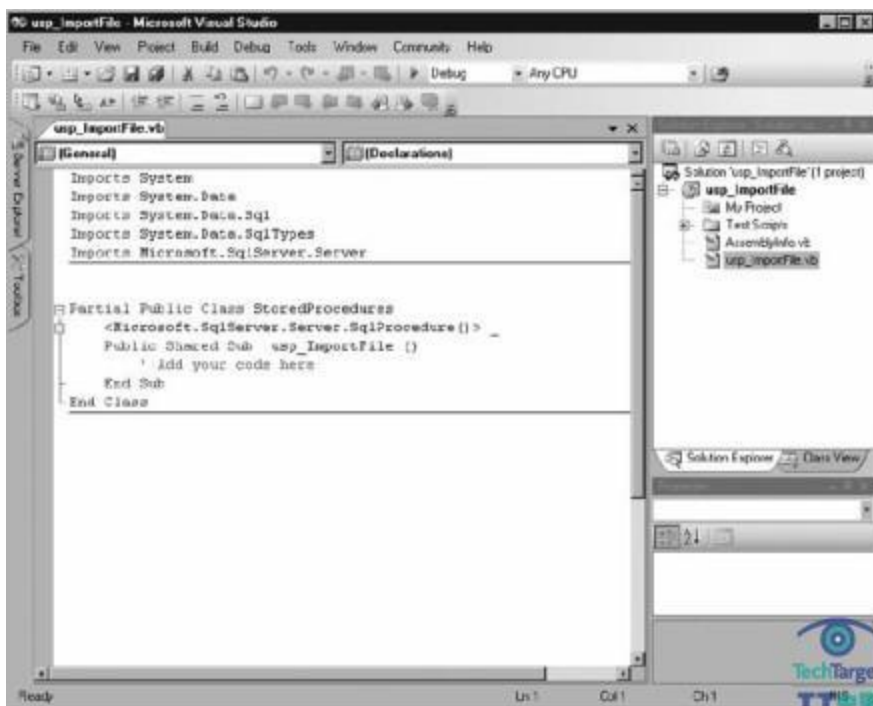 usp_ImportFile - Microsoft Visual Studio
File Edit View Project Build Debug Tools Window Community Help
Debug Any CPU
usp_ImportFile.vb
(General) (Declarations)
Server Explorer
Toolbox
Imports System
Imports System.Data
Imports System.Data.Sql
Imports System.Data.SqlTypes
Imports Microsoft.SqlServer.Server
Partial Public Class StoredProcedures
<Microsoft.SqlServer.Server.SqlProcedure()> _
Public Shared Sub usp_ImportFile ()
' Add your code here
End Sub
End Class
Solution 'usp_ImportFile' (1 project)
usp_ImportFile
My Project
Test Scripts
AssemblyInfo.vb
usp_ImportFile.vb
Solution Explorer Class View
TechTarge
Ready Ln 1 Col 1 Ch 1